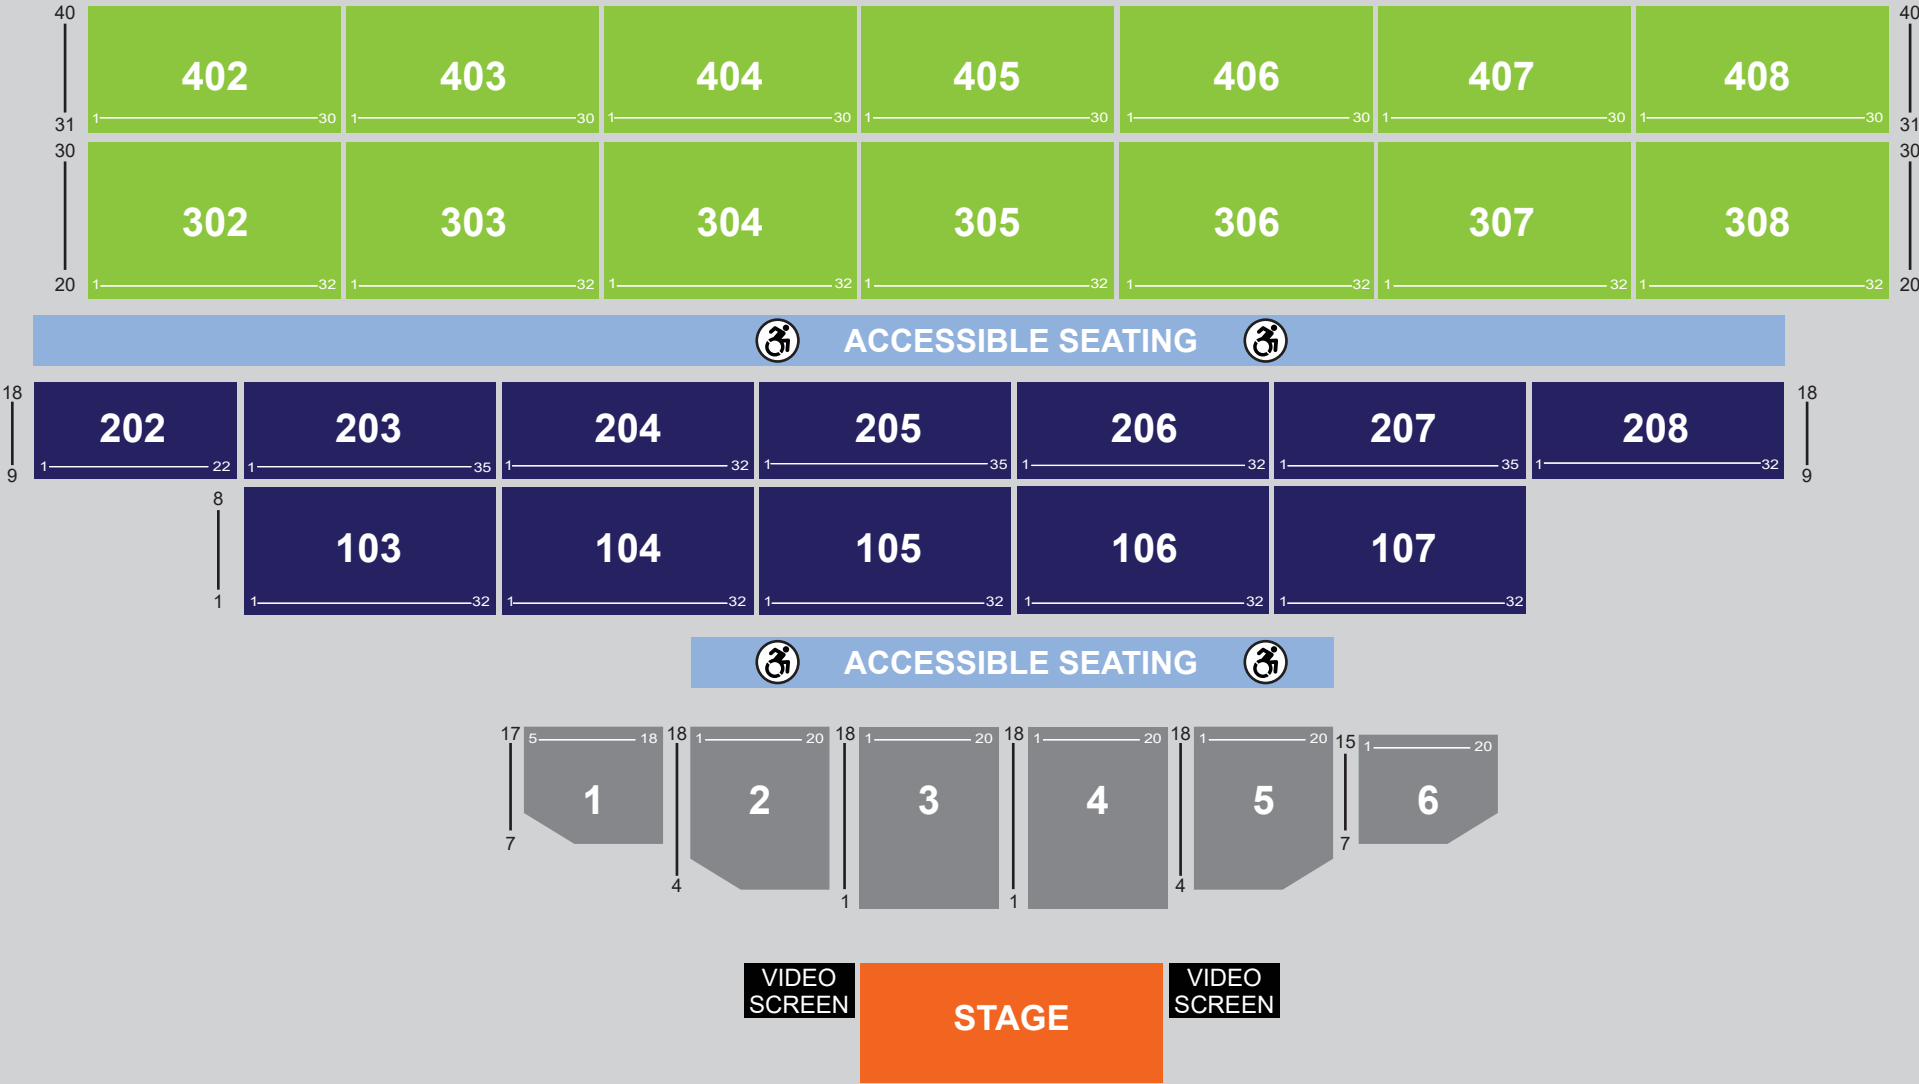 40 402 403 404 405 406 407 408 40
31 1 30 1 30 1 30 1 30 1 30 1 30 1 30 31
30 302 303 304 305 306 307 308 30
20 1 32 1 32 1 32 1 32 1 32 1 32 1 32 20
ACCESSIBLE SEATING
18 202 203 204 205 206 207 208 18
9 1 22 1 35 1 32 1 35 1 32 1 35 1 32 9
8 103 104 105 106 107
1 1 32 1 32 1 32 1 32 1 32
ACCESSIBLE SEATING
17 5 18 18 1 20 18 1 20 18 1 20 18 1 20 15 1 20
1 2 3 4 5 6
7 7
4 4
1 1
VIDEO VIDEO
SCREEN SCREEN
STAGE